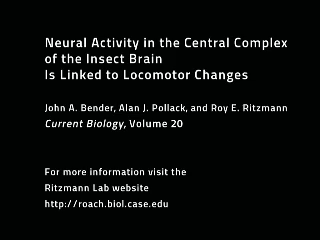 Neural Activity in the Central Complex
of the Insect Brain
Is Linked to Locomotor Changes
John A. Bender, Alan J. Pollack, and Roy E. Ritzmann
Current Biology, Volume 20
For more information visit the
Ritzmann Lab website
http://roach.biol.case.edu